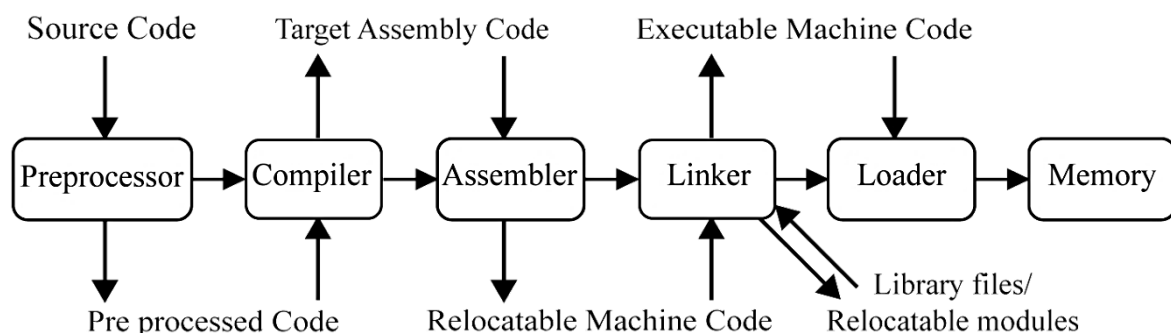 Source Code
Target Assembly Code
Executable Machine Code
Preprocessor
Compiler
Assembler
Linker
Loader
Memory
Pre processed Code
Relocatable Machine Code
Library files/
Relocatable modules